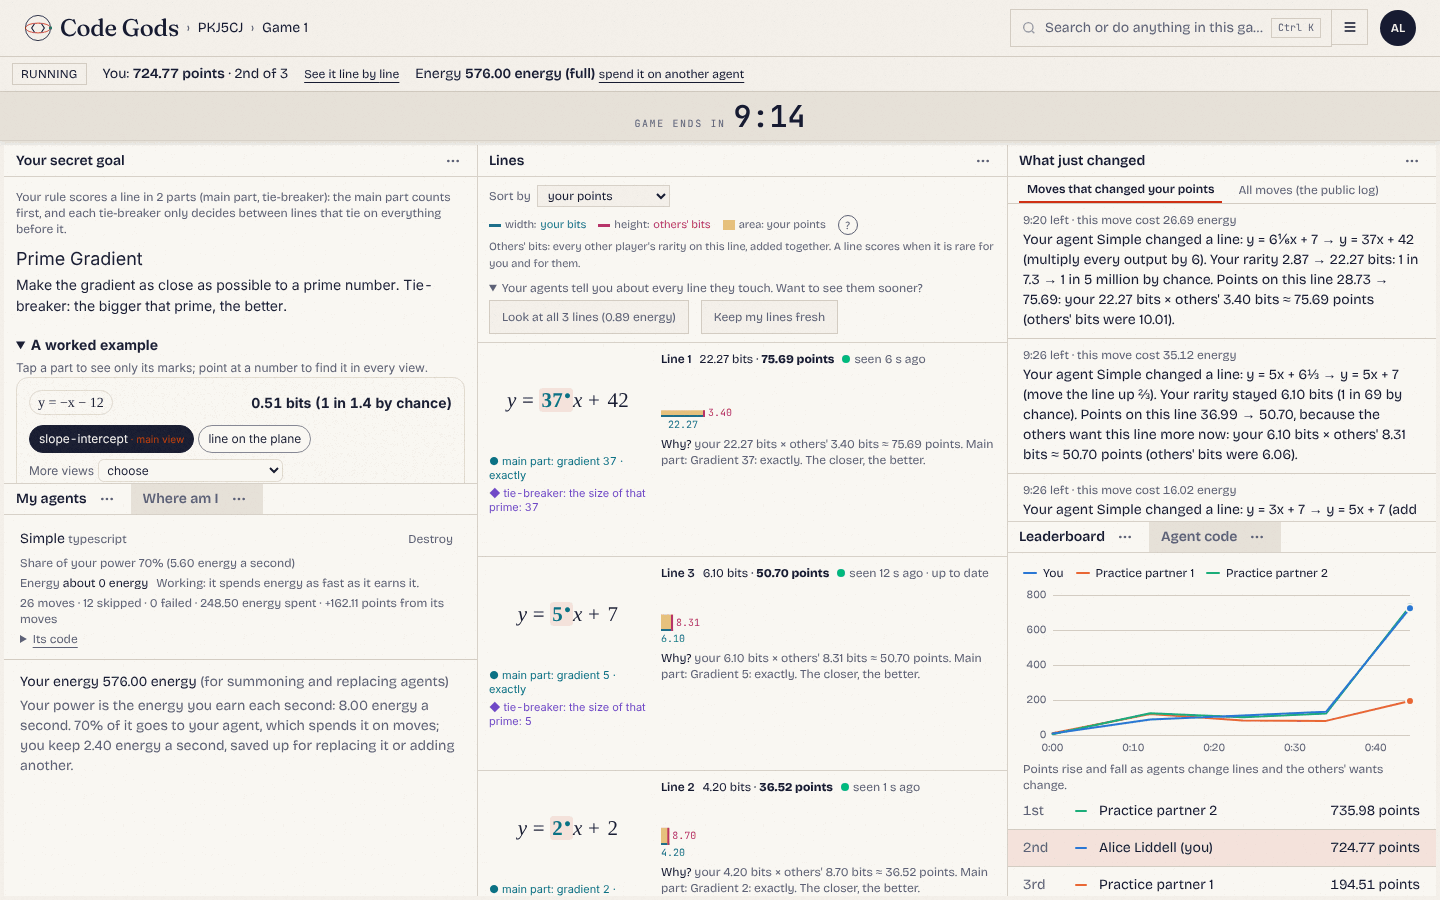 Code Gods › PKJ5CJ › Game 1
Search or do anything in this ga… Ctrl K ≡ AL
RUNNING You: 724.77 points · 2nd of 3 See it line by line Energy 576.00 energy (full) spend it on another agent
GAME ENDS IN 9:14
Your secret goal ···
Your rule scores a line in 2 parts (main part, tie-breaker): the main part counts
first, and each tie-breaker only decides between lines that tie on everything
before it.
Prime Gradient
Make the gradient as close as possible to a prime number. Tie-
breaker: the bigger that prime, the better.
▼ A worked example
Tap a part to see only its marks; point at a number to find it in every view.
y = −x − 12 0.51 bits (1 in 1.4 by chance)
slope-intercept · main view line on the plane
More views choose
My agents ··· Where am I ···
Simple typescript Destroy
Share of your power 70% (5.60 energy a second)
Energy about 0 energy Working: it spends energy as fast as it earns it.
26 moves · 12 skipped · 0 failed · 248.50 energy spent · +162.11 points from its
moves
▶ Its code
Your energy 576.00 energy (for summoning and replacing agents)
Your power is the energy you earn each second: 8.00 energy a
second. 70% of it goes to your agent, which spends it on moves;
you keep 2.40 energy a second, saved up for replacing it or adding
another.
Lines ···
Sort by your points
width: your bits height: others' bits area: your points ?
Others' bits: every other player's rarity on this line, added together. A line scores when it is rare for
you and for them.
▼ Your agents tell you about every line they touch. Want to see them sooner?
Look at all 3 lines (0.89 energy) Keep my lines fresh
Line 1 22.27 bits · 75.69 points seen 6 s ago
y = 37•x + 42
3.40
22.27
Why? your 22.27 bits × others' 3.40 bits ≈ 75.69 points. Main
part: Gradient 37: exactly. The closer, the better.
● main part: gradient 37 ·
exactly
◆ tie-breaker: the size of that
prime: 37
Line 3 6.10 bits · 50.70 points seen 12 s ago · up to date
y = 5•x + 7
8.31
6.10
Why? your 6.10 bits × others' 8.31 bits ≈ 50.70 points. Main
part: Gradient 5: exactly. The closer, the better.
● main part: gradient 5 ·
exactly
◆ tie-breaker: the size of that
prime: 5
Line 2 4.20 bits · 36.52 points seen 1 s ago
y = 2•x + 2
8.70
4.20
Why? your 4.20 bits × others' 8.70 bits ≈ 36.52 points. Main
part: Gradient 2: exactly. The closer, the better.
● main part: gradient 2 ·
What just changed ···
Moves that changed your points All moves (the public log)
9:20 left · this move cost 26.69 energy
Your agent Simple changed a line: y = 6⅙x + 7 → y = 37x + 42
(multiply every output by 6). Your rarity 2.87 → 22.27 bits: 1 in
7.3 → 1 in 5 million by chance. Points on this line 28.73 →
75.69: your 22.27 bits × others' 3.40 bits ≈ 75.69 points
(others' bits were 10.01).
9:26 left · this move cost 35.12 energy
Your agent Simple changed a line: y = 5x + 6⅓ → y = 5x + 7
(move the line up ⅔). Your rarity stayed 6.10 bits (1 in 69 by
chance). Points on this line 36.99 → 50.70, because the
others want this line more now: your 6.10 bits × others' 8.31
bits ≈ 50.70 points (others' bits were 6.06).
9:26 left · this move cost 16.02 energy
Your agent Simple changed a line: y = 3x + 7 → y = 5x + 7 (add
Leaderboard ··· Agent code ···
You Practice partner 1 Practice partner 2
800
600
400
200
0
0:00 0:10 0:20 0:30 0:40
Points rise and fall as agents change lines and the others' wants
change.
1st Practice partner 2 735.98 points
2nd Alice Liddell (you) 724.77 points
3rd Practice partner 1 194.51 points